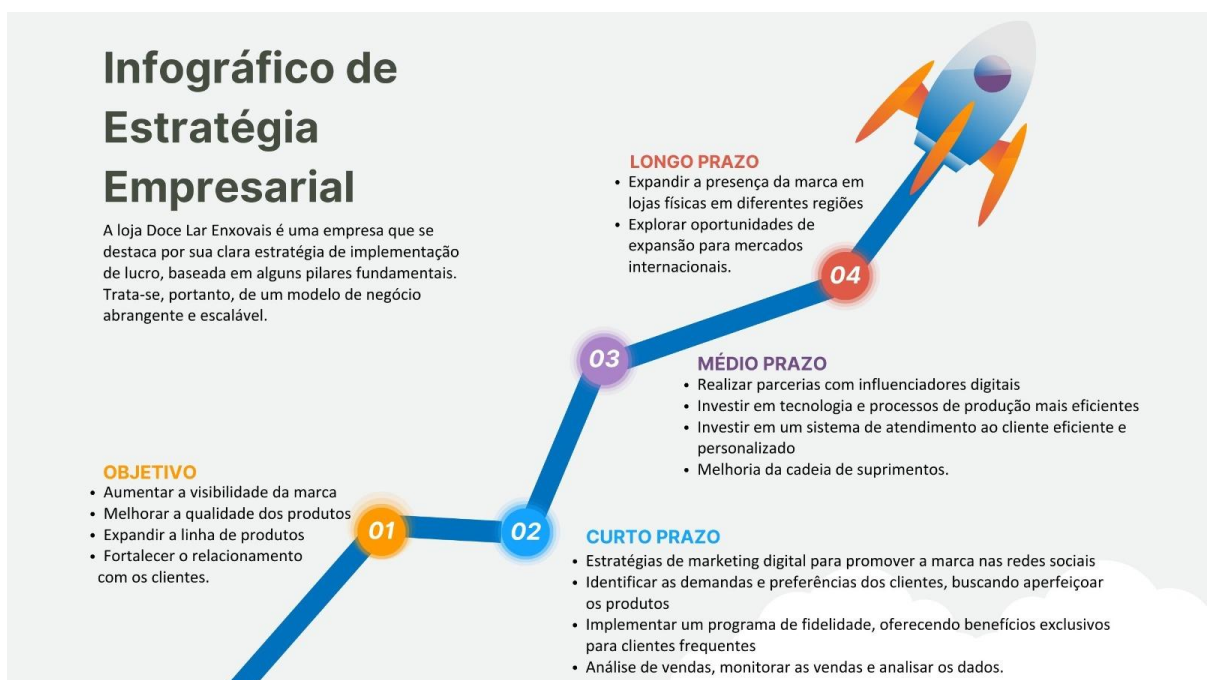 Infográfico de
Estratégia
Empresarial
A loja Doce Lar Enxovais é uma empresa que se
destaca por sua clara estratégia de implementação
de lucro, baseada em alguns pilares fundamentais.
Trata-se, portanto, de um modelo de negócio
abrangente e escalável.
OBJETIVO
• Aumentar a visibilidade da marca
• Melhorar a qualidade dos produtos
• Expandir a linha de produtos
• Fortalecer o relacionamento
com os clientes.
01
02
CURTO PRAZO
• Estratégias de marketing digital para promover a marca nas redes sociais
• Identificar as demandas e preferências dos clientes, buscando aperfeiçoar
os produtos
• Implementar um programa de fidelidade, oferecendo benefícios exclusivos
para clientes frequentes
• Análise de vendas, monitorar as vendas e analisar os dados.
03
MÉDIO PRAZO
• Realizar parcerias com influenciadores digitais
• Investir em tecnologia e processos de produção mais eficientes
• Investir em um sistema de atendimento ao cliente eficiente e
personalizado
• Melhoria da cadeia de suprimentos.
LONGO PRAZO
• Expandir a presença da marca em
lojas físicas em diferentes regiões
• Explorar oportunidades de
expansão para mercados
internacionais.
04